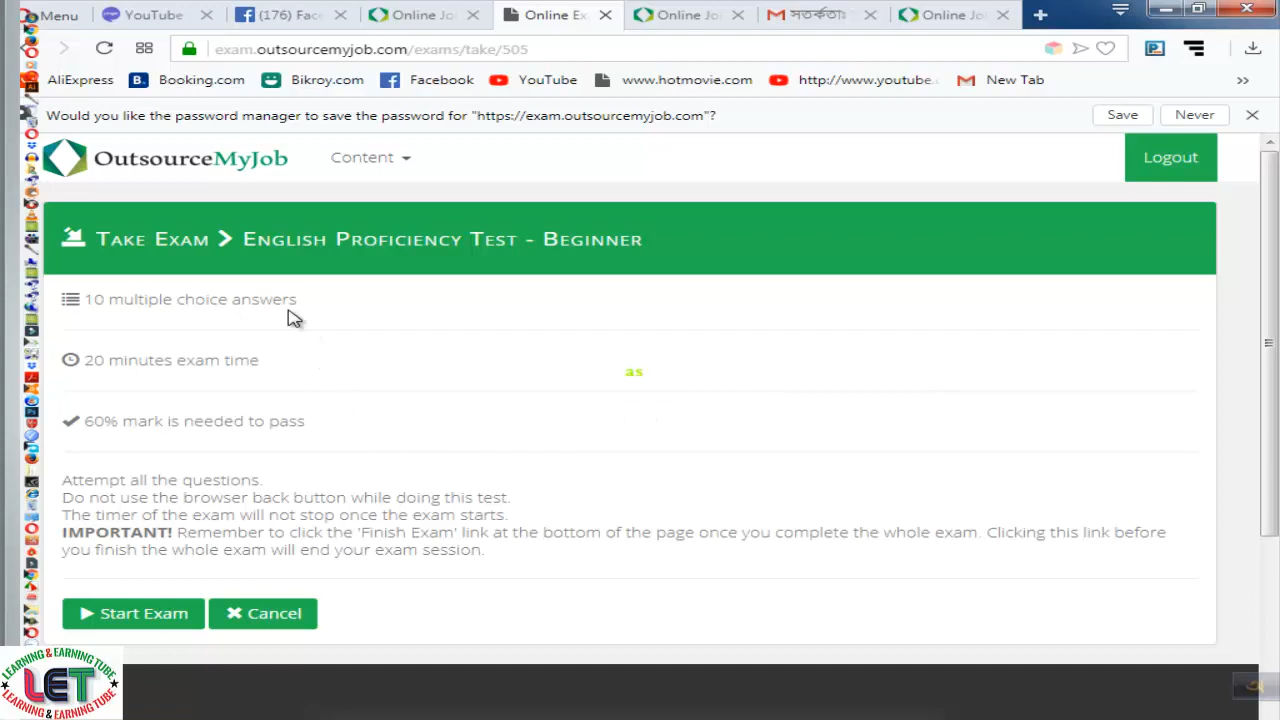 Menu
YouTube
(176) Fac
Online Jo
Online Ex
Online Jo
সতর্কতা
Online Jo
exam.outsourcemyjob.com/exams/take/505
AliExpress
Booking.com
Bikroy.com
Facebook
YouTube
www.hotmovie.com
http://www.youtube.
New Tab
Would you like the password manager to save the password for "https://exam.outsourcemyjob.com"?
Save
Never
OutsourceMyJob
Content
Logout
Take Exam > English Proficiency Test - Beginner
10 multiple choice answers
20 minutes exam time
as
60% mark is needed to pass
Attempt all the questions.
Do not use the browser back button while doing this test.
The timer of the exam will not stop once the exam starts.
IMPORTANT! Remember to click the 'Finish Exam' link at the bottom of the page once you complete the whole exam. Clicking this link before
you finish the whole exam will end your exam session.
Start Exam
Cancel
LEARNING & EARNING TUBE
LET
LEARNING & EARNING TUBE